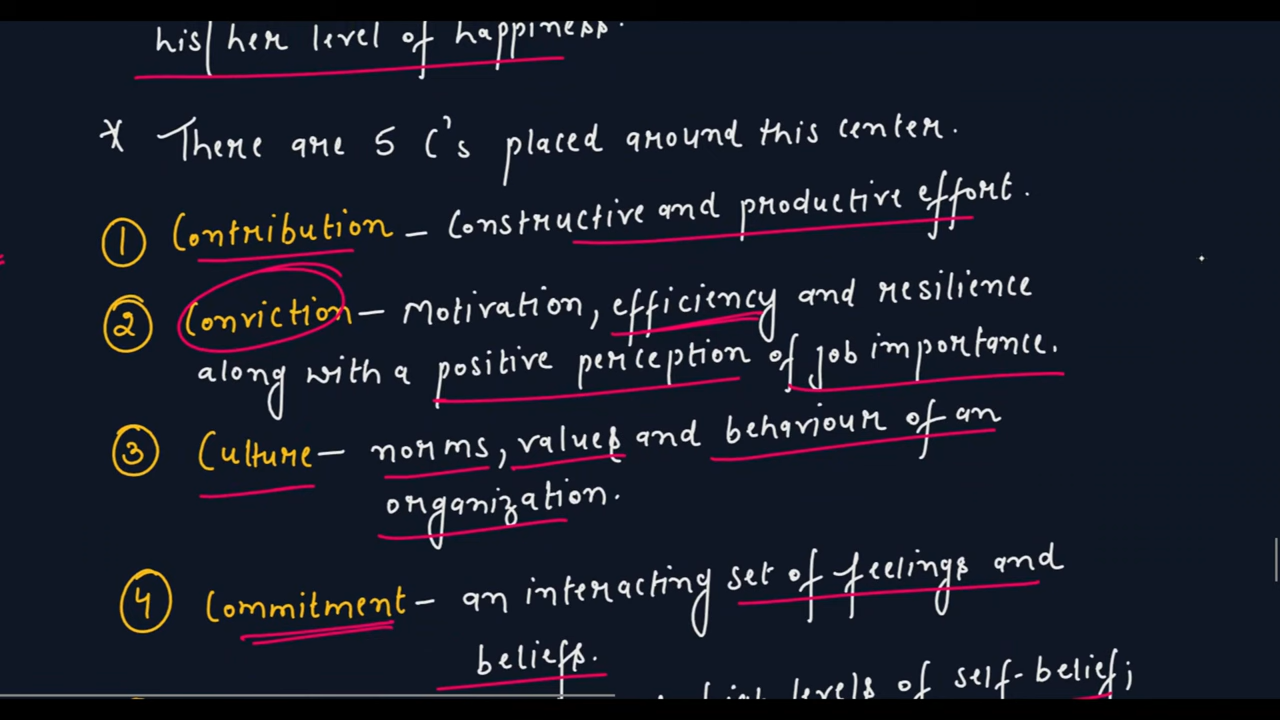 his/her level of happiness.
* There are 5 C's placed around this center.
① Contribution – Constructive and productive effort.
② Conviction – Motivation, efficiency and resilience
along with a positive perception of job importance.
③ Culture – norms, values and behaviour of an
organization.
④ Commitment – an interacting set of feelings and
beliefs.
levels of self-belief;